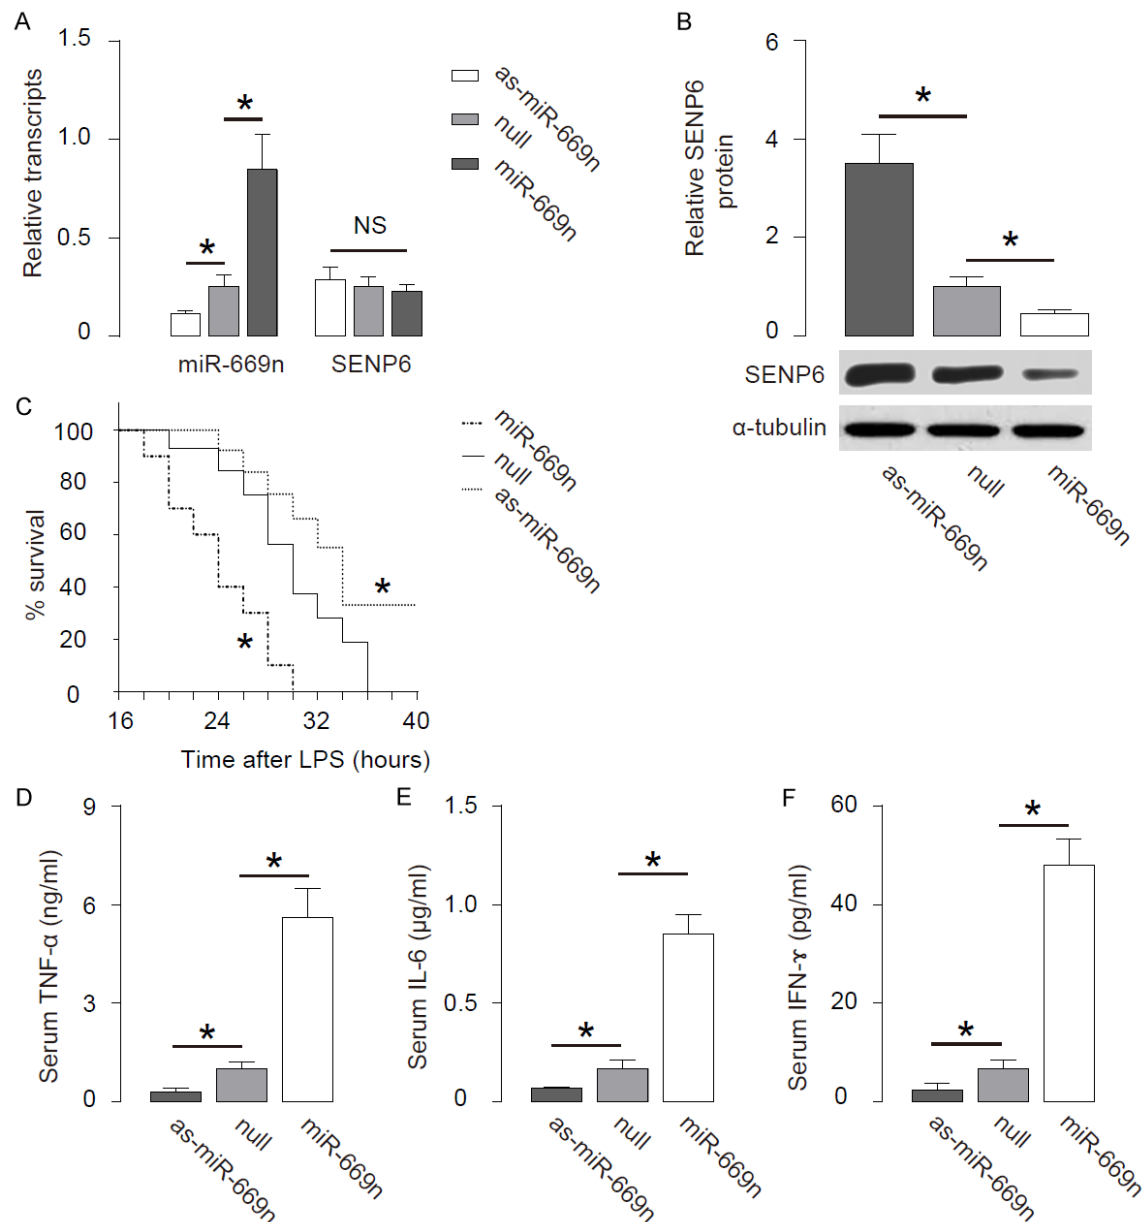 A
1.5
1.0
0.5
0
Relative transcripts
*
*
NS
miR-669n
SENP6
as-miR-669n
null
miR-669n
B
6
4
2
0
Relative SENP6
protein
*
*
SENP6
α-tubulin
as-miR-669n
null
miR-669n
C
100
80
60
40
20
0
% survival
16
24
32
40
Time after LPS (hours)
*
*
miR-669n
null
as-miR-669n
D
9
6
3
0
Serum TNF-α (ng/ml)
*
*
as-miR-669n
null
miR-669n
E
1.5
1.0
0.5
0
Serum IL-6 (μg/ml)
*
*
as-miR-669n
null
miR-669n
F
60
40
20
0
Serum IFN-ɤ (pg/ml)
*
*
as-miR-669n
null
miR-669n